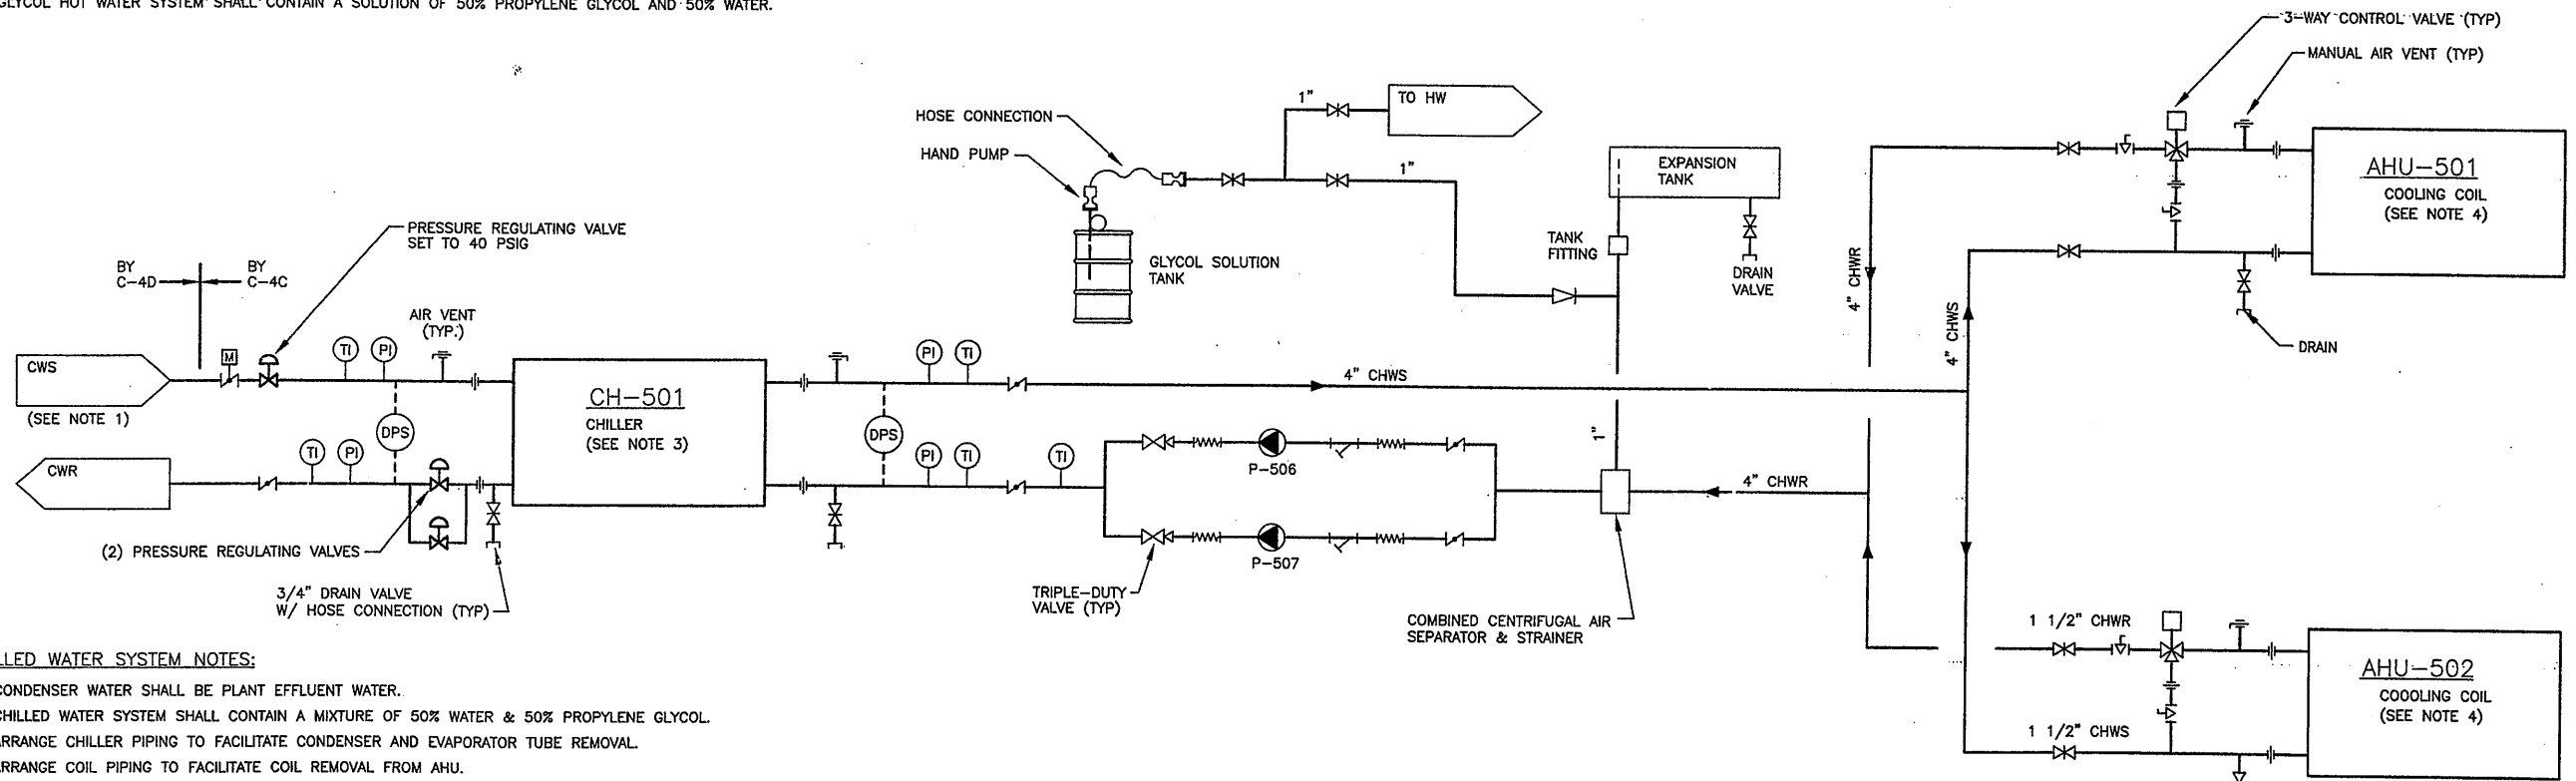 GLYCOL HOT WATER SYSTEM SHALL CONTAIN A SOLUTION OF 50% PROPYLENE GLYCOL AND 50% WATER.
3-WAY CONTROL VALVE (TYP)
MANUAL AIR VENT (TYP)
HOSE CONNECTION
HAND PUMP
1"
TO HW
1"
EXPANSION
TANK
AHU-501
COOLING COIL
(SEE NOTE 4)
PRESSURE REGULATING VALVE
SET TO 40 PSIG
GLYCOL SOLUTION
TANK
TANK
FITTING
DRAIN
VALVE
4" CHWR
4" CHWS
DRAIN
BY
C-4D
BY
C-4C
AIR VENT
(TYP.)
CWS
(SEE NOTE 1)
M
TI
PI
DPS
CH-501
CHILLER
(SEE NOTE 3)
PI
TI
4" CHWS
DPS
CWR
TI
PI
PI
TI
TI
P-506
1"
4" CHWR
P-507
(2) PRESSURE REGULATING VALVES
3/4" DRAIN VALVE
W/ HOSE CONNECTION (TYP)
TRIPLE-DUTY
VALVE (TYP)
COMBINED CENTRIFUGAL AIR
SEPARATOR & STRAINER
1 1/2" CHWR
AHU-502
COOOLING COIL
(SEE NOTE 4)
1 1/2" CHWS
LLED WATER SYSTEM NOTES:
CONDENSER WATER SHALL BE PLANT EFFLUENT WATER.
CHILLED WATER SYSTEM SHALL CONTAIN A MIXTURE OF 50% WATER & 50% PROPYLENE GLYCOL.
ARRANGE CHILLER PIPING TO FACILITATE CONDENSER AND EVAPORATOR TUBE REMOVAL.
ARRANGE COIL PIPING TO FACILITATE COIL REMOVAL FROM AHU.